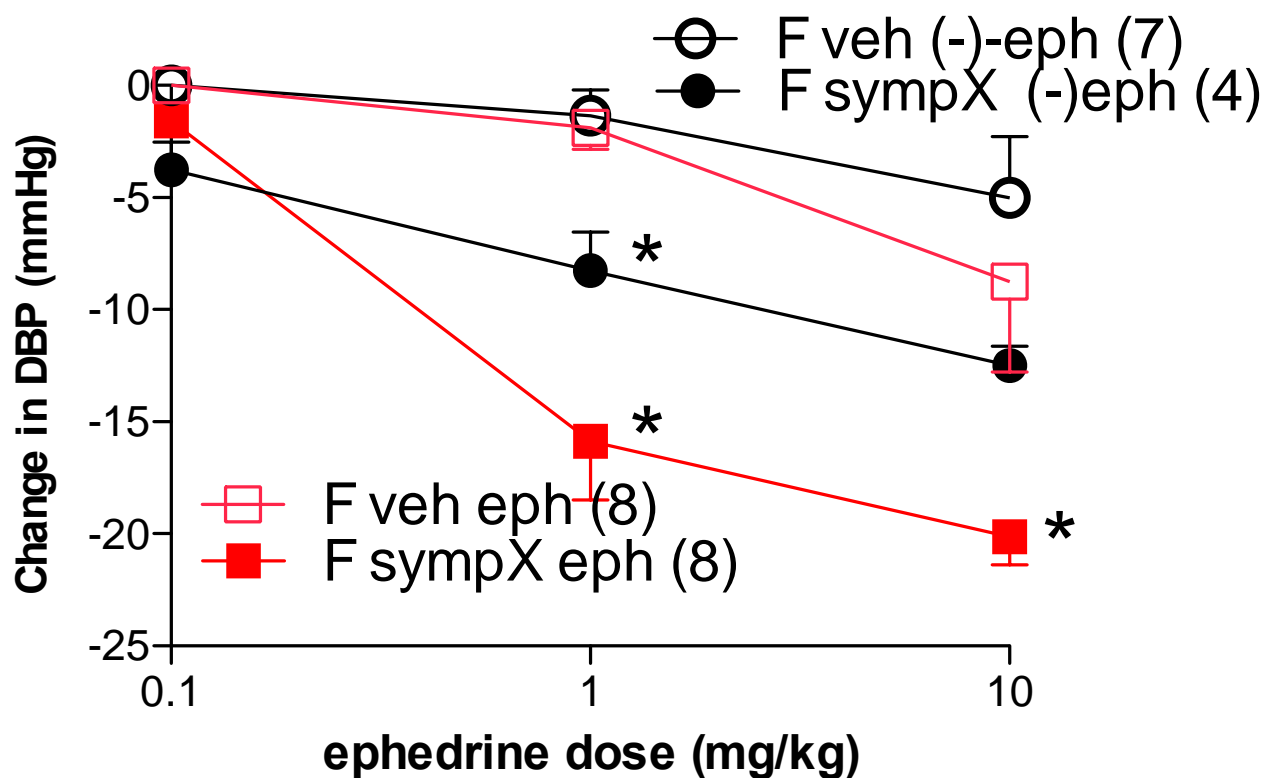 F veh (-)-eph (7)
F sympX (-)eph (4)
0
-5
*
-10
-15
*
F veh eph (8)
-20
*
F sympX eph (8)
-25
0.1 1 10
ephedrine dose (mg/kg)
Change in DBP (mmHg)